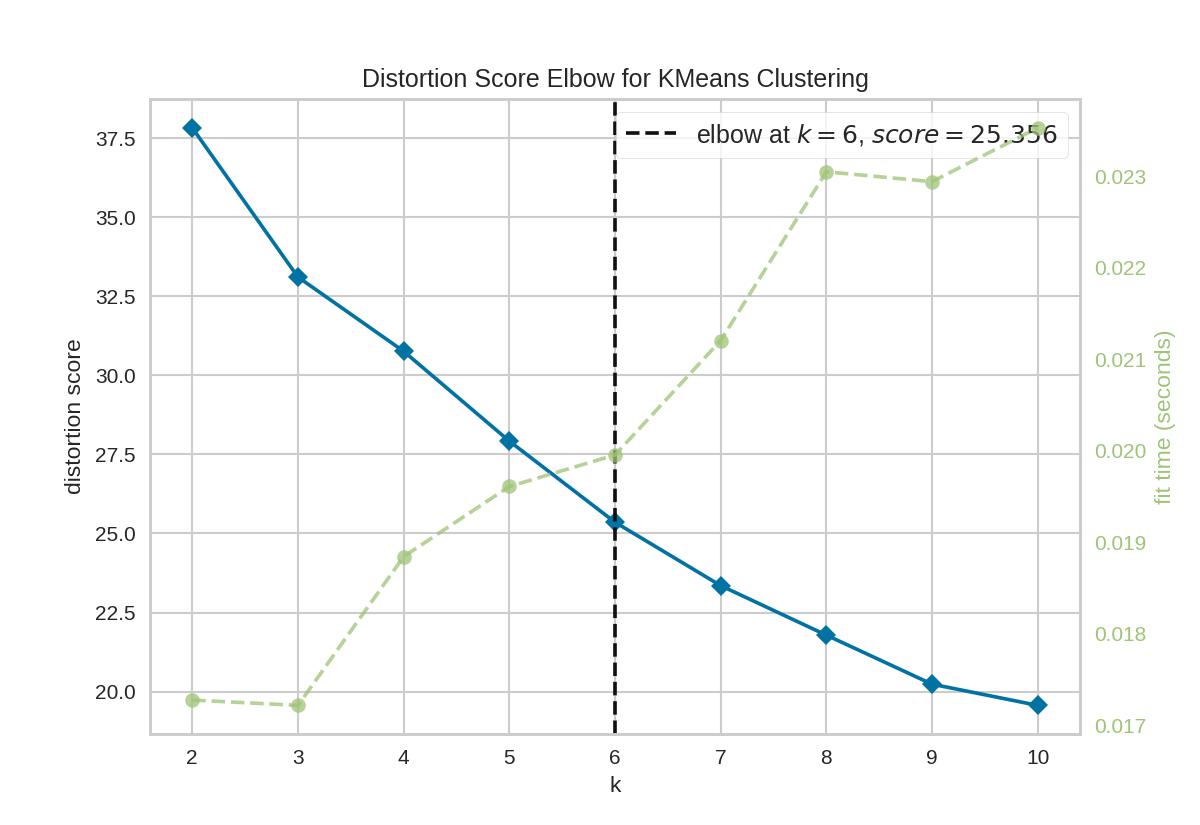 Distortion Score Elbow for KMeans Clustering
elbow at k = 6, score = 25.356
distortion score
37.5
35.0
32.5
30.0
27.5
25.0
22.5
20.0
0.023
0.022
0.021
0.020
0.019
0.018
0.017
fit time (seconds)
2 3 4 5 6 7 8 9 10
k